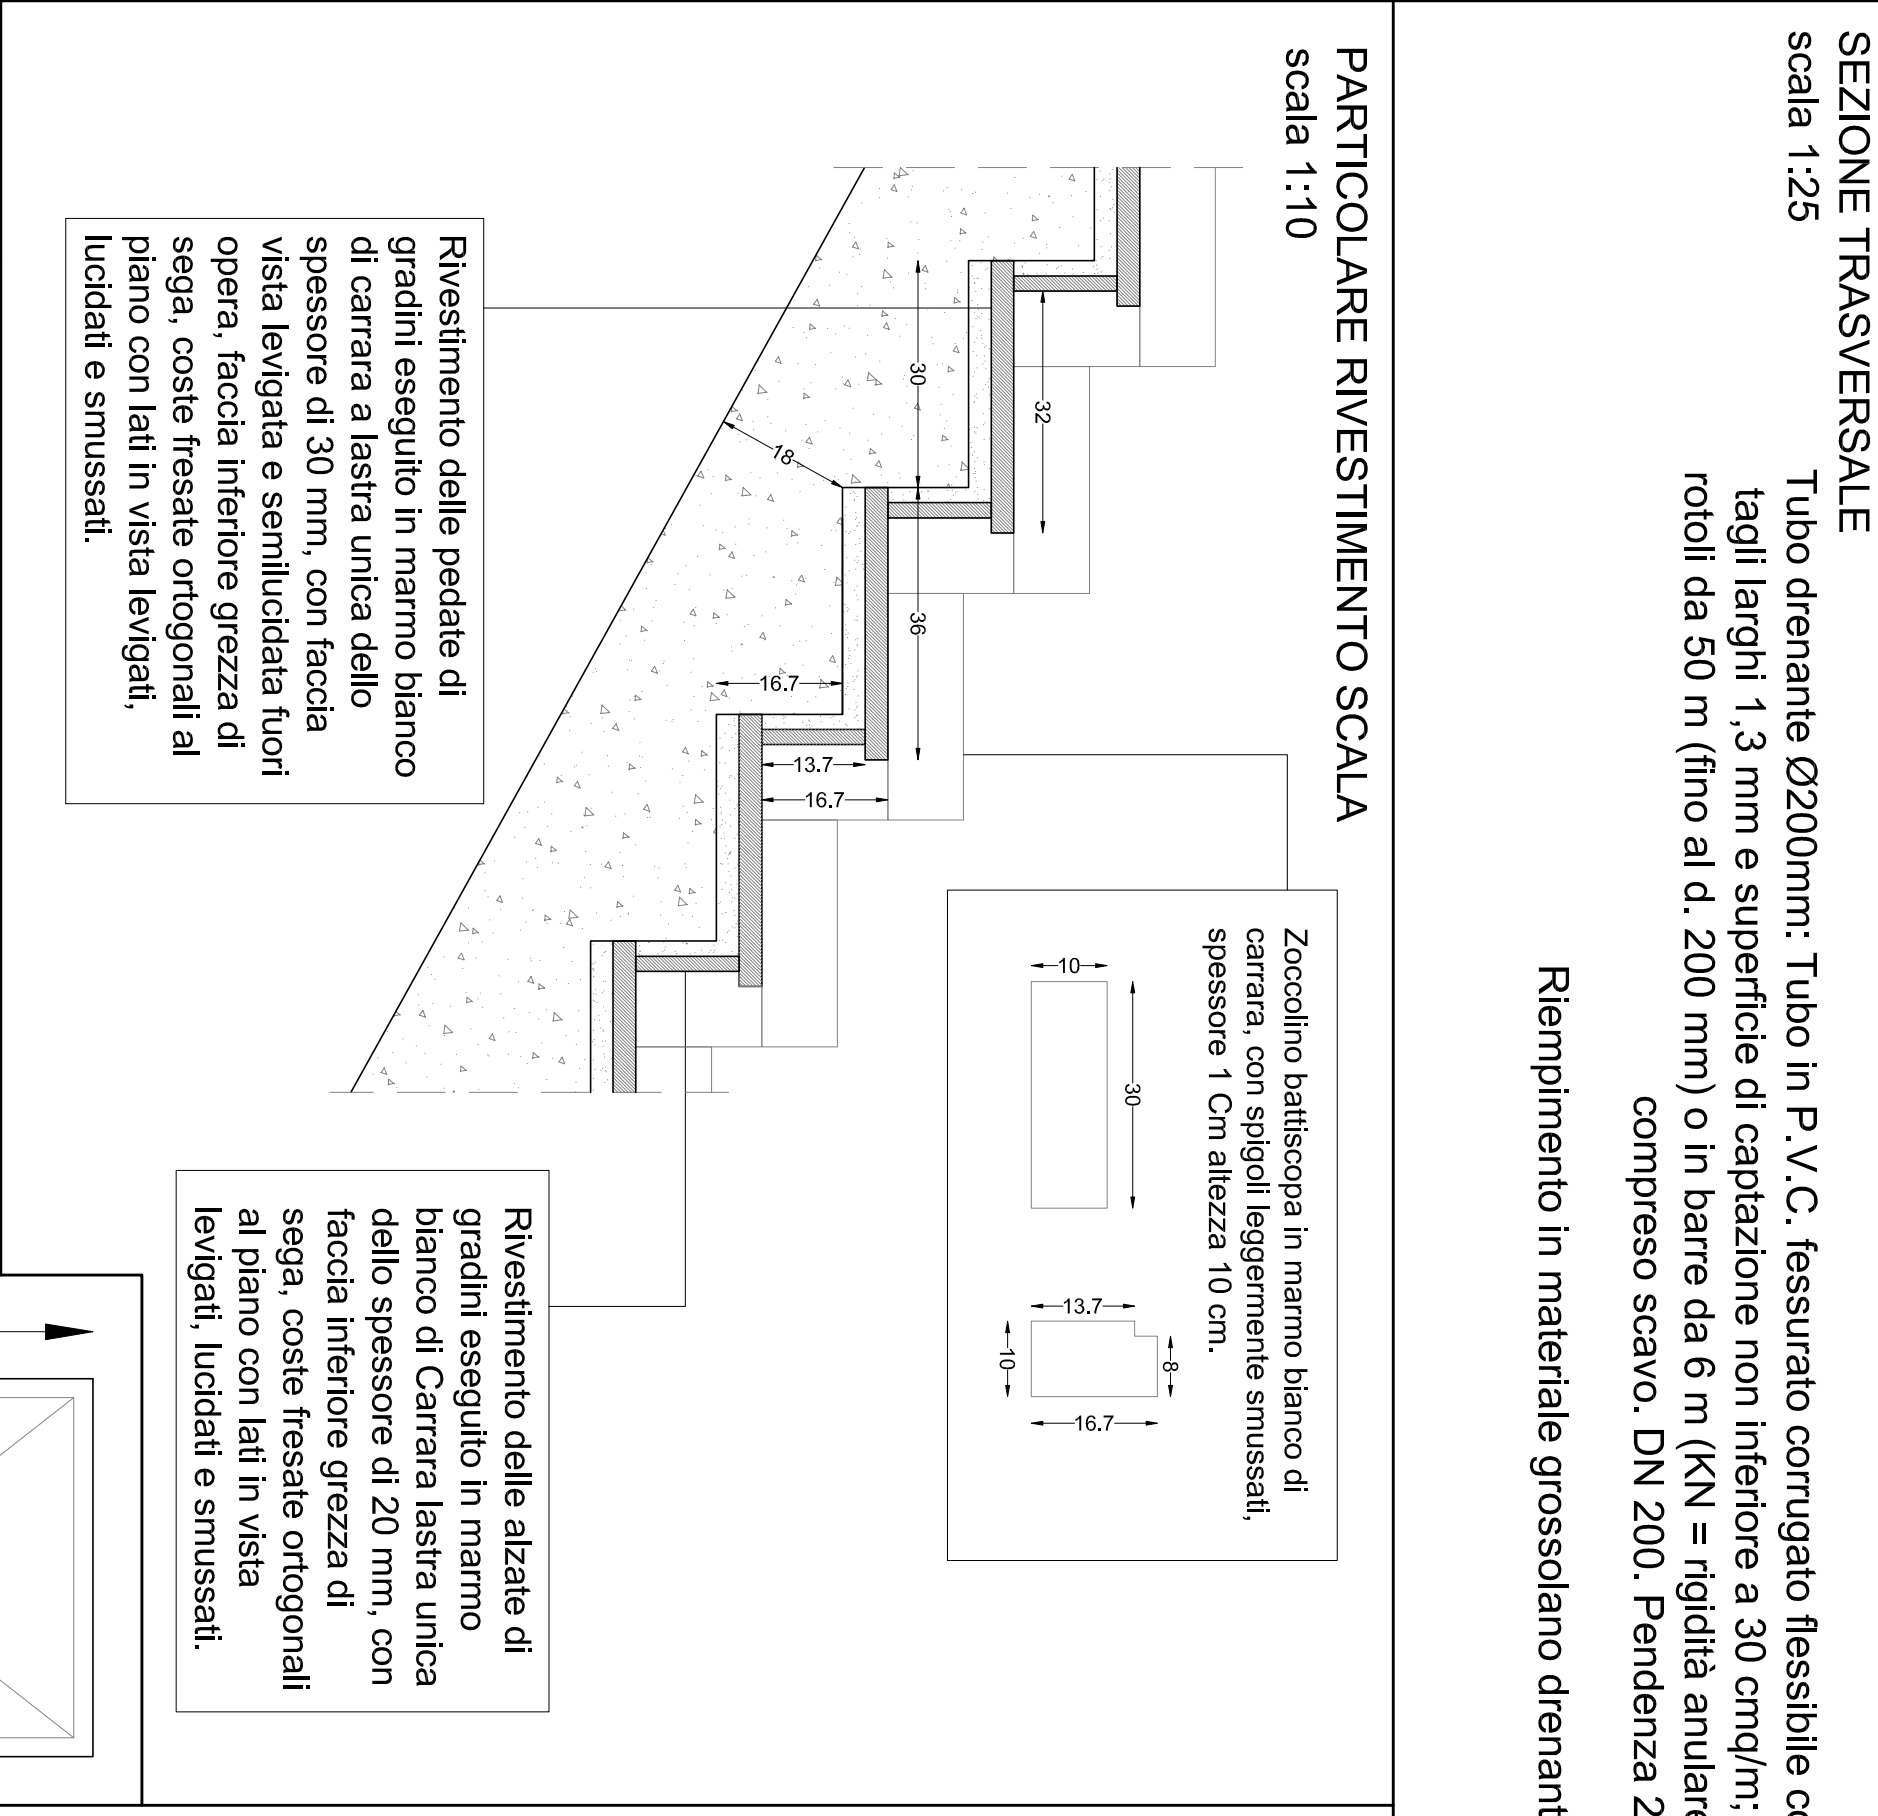 SEZIONE TRASVERSALE
scala 1:25
Tubo drenante Ø200mm: Tubo in P.V.C. fessurato corrugato flessibile
tagli larghi 1,3 mm e superficie di captazione non inferiore a 30 cmq/m;
rotoli da 50 m (fino al d. 200 mm) o in barre da 6 m (KN = rigidità anulare
compreso scavo. DN 200. Pendenza 2
Riempimento in materiale grossolano drenant
PARTICOLARE RIVESTIMENTO SCALA
scala 1:10
32
30
36
18
16.7
13.7
16.7
Zoccolino battiscopa in marmo bianco di
carrara, con spigoli leggermente smussati,
spessore 1 Cm altezza 10 cm.
30
10
8
13.7
16.7
10
Rivestimento delle pedate di
gradini eseguito in marmo bianco
di carrara a lastra unica dello
spessore di 30 mm, con faccia
vista levigata e semilucidata fuori
opera, faccia inferiore grezza di
sega, coste fresate ortogonali al
piano con lati in vista levigati,
lucidati e smussati.
Rivestimento delle alzate di
gradini eseguito in marmo
bianco di Carrara lastra unica
dello spessore di 20 mm, con
faccia inferiore grezza di
sega, coste fresate ortogonali
al piano con lati in vista
levigati, lucidati e smussati.